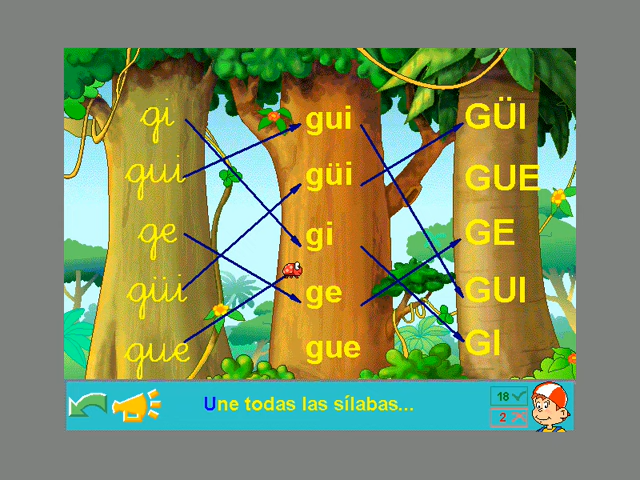 gi gui GÜI
gui güi GUE
ge gi GE
güi ge GUI
gue gue GI
Une todas las sílabas...
18
2